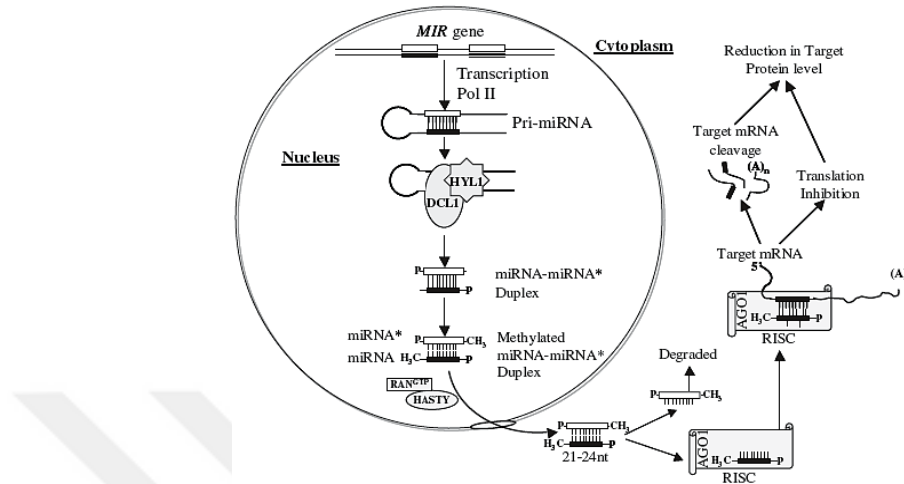 MIR gene
Cytoplasm
Transcription
Pol II
Pri-miRNA
Nucleus
HYL1
DCL1
P
P
miRNA-miRNA*
Duplex
miRNA*
P
CH3
miRNA
H3C
P
Methylated
miRNA-miRNA*
Duplex
RANGTP
HASTY
P
CH3
H3C
P
21-24nt
Degraded
P
CH3
AGO1
H3C
P
RISC
Reduction in Target
Protein level
Target mRNA
cleavage
(A)n
Translation
Inhibition
Target mRNA
5'
(A
AGO1
H3C
P
RISC